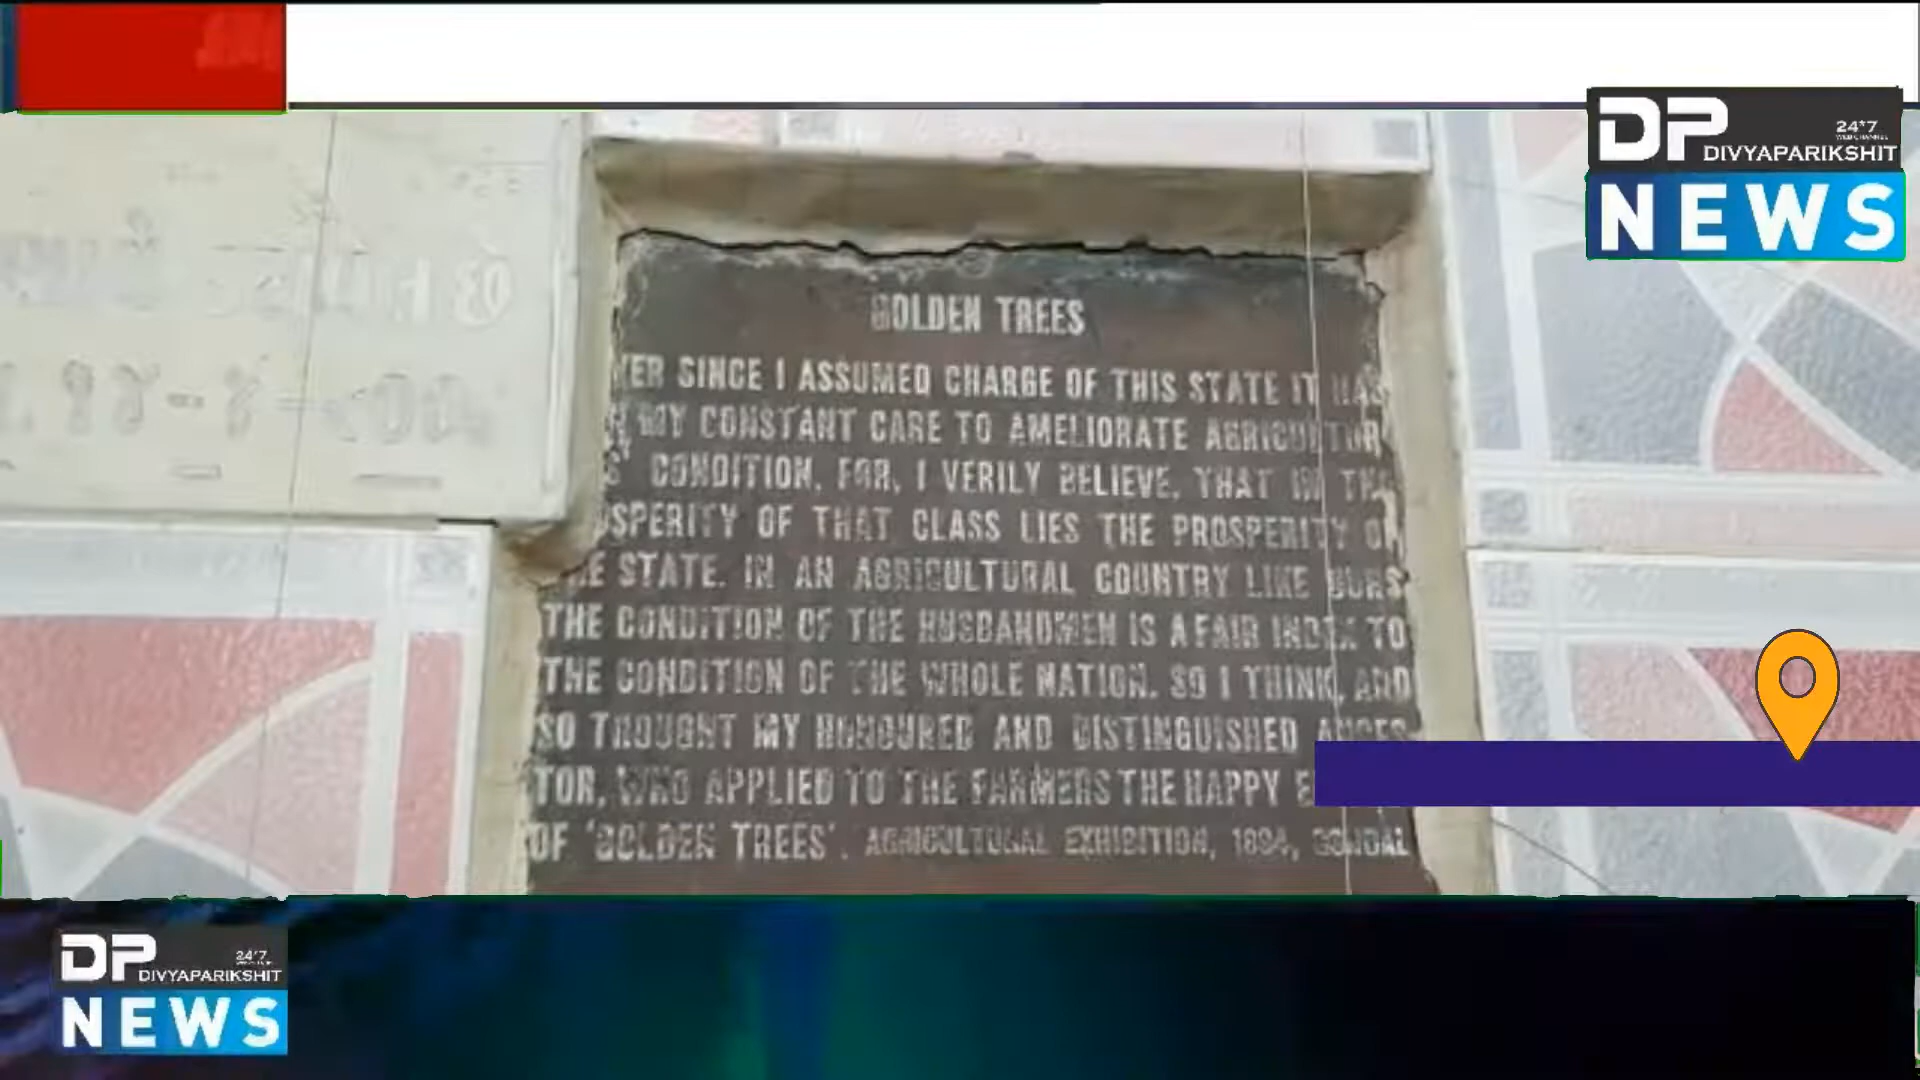 DP
24*7
DIVYAPARIKSHIT
NEWS
GOLDEN TREES
SINCE I ASSUMED CHARGE OF THIS STATE IT HAS
MY CONSTANT CARE TO AMELIORATE
CONDITION, FOR, I VERILY BELIEVE, THAT IN
OF THAT CLASS LIES THE PROSPERITY
STATE. IN AN AGRICULTURAL COUNTRY LIKE OURS
THE CONDITION OF THE HUSBANDMEN IS A FAIR INDEX TO
THE CONDITION OF THE WHOLE NATION. SO I THINK, AND
SO THOUGHT MY HONOURED AND DISTINGUISHED
TOR, WHO APPLIED TO THE FARMERS THE HAPPY
OF 'GOLDEN TREES'. AGRICULTURAL EXHIBITION, 1894, GONDAL
DP
24*7
DIVYAPARIKSHIT
NEWS